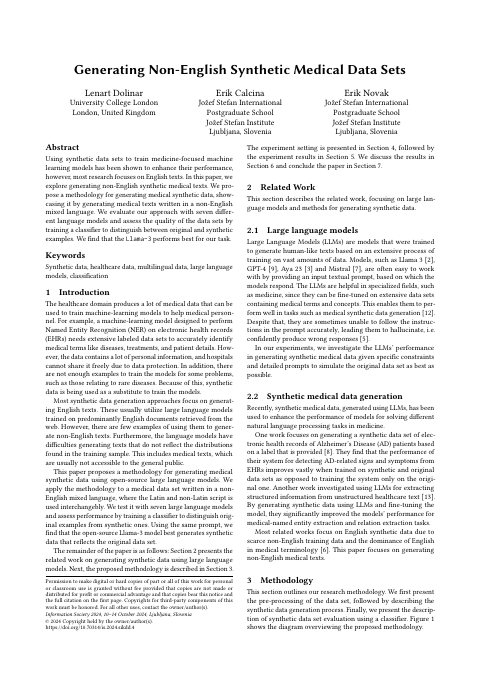 Generating Non-English Synthetic Medical Data Sets
Lenart Dolinar
University College London
London, United Kingdom
Erik Calcina
Jožef Stefan International
Postgraduate School
Jožef Stefan Institute
Ljubljana, Slovenia
Erik Novak
Jožef Stefan International
Postgraduate School
Jožef Stefan Institute
Ljubljana, Slovenia
Abstract
Using synthetic data sets to train medicine-focused machine
learning models has been shown to enhance their performance,
however, most research focuses on English texts. In this paper, we
explore generating non-English synthetic medical texts. We pro-
pose a methodology for generating medical synthetic data, show-
casing it by generating medical texts written in a non-English
mixed language. We evaluate our approach with seven differ-
ent language models and assess the quality of the data sets by
training a classifier to distinguish between original and synthetic
examples. We find that the Llama-3 performs best for our task.
Keywords
Synthetic data, healthcare data, multilingual data, large language
models, classification
1 Introduction
The healthcare domain produces a lot of medical data that can be
used to train machine-learning models to help medical person-
nel. For example, a machine-learning model designed to perform
Named Entity Recognition (NER) on electronic health records
(EHRs) needs extensive labeled data sets to accurately identify
medical terms like diseases, treatments, and patient details. How-
ever, the data contains a lot of personal information, and hospitals
cannot share it freely due to data protection. In addition, there
are not enough examples to train the models for some problems,
such as those relating to rare diseases. Because of this, synthetic
data is being used as a substitute to train the models.
Most synthetic data generation approaches focus on generat-
ing English texts. These usually utilize large language models
trained on predominantly English documents retrieved from the
web. However, there are few examples of using them to gener-
ate non-English texts. Furthermore, the language models have
difficulties generating texts that do not reflect the distributions
found in the training sample. This includes medical texts, which
are usually not accessible to the general public.
This paper proposes a methodology for generating medical
synthetic data using open-source large language models. We
apply the methodology to a medical data set written in a non-
English mixed language, where the Latin and non-Latin script is
used interchangeably. We test it with seven large language models
and assess performance by training a classifier to distinguish orig-
inal examples from synthetic ones. Using the same prompt, we
find that the open-source Llama-3 model best generates synthetic
data that reflects the original data set.
The remainder of the paper is as follows: Section 2 presents the
related work on generating synthetic data using large language
models. Next, the proposed methodology is described in Section 3.
Permission to make digital or hard copies of part or all of this work for personal
or classroom use is granted without fee provided that copies are not made or
distributed for profit or commercial advantage and that copies bear this notice and
the full citation on the first page. Copyrights for third-party components of this
work must be honored. For all other uses, contact the owner/author(s).
Information Society 2024, 10–14 October 2024, Ljubljana, Slovenia
© 2024 Copyright held by the owner/author(s).
The experiment setting is presented in Section 4, followed by
the experiment results in Section 5. We discuss the results in
Section 6 and conclude the paper in Section 7.
2 Related Work
This section describes the related work, focusing on large lan-
guage models and methods for generating synthetic data.
2.1 Large language models
Large Language Models (LLMs) are models that were trained
to generate human-like texts based on an extensive process of
training on vast amounts of data. Models, such as Llama 3 [2],
GPT-4 [9], Aya 23 [3] and Mistral [7], are often easy to work
with by providing an input textual prompt, based on which the
models respond. The LLMs are helpful in specialized fields, such
as medicine, since they can be fine-tuned on extensive data sets
containing medical terms and concepts. This enables them to per-
form well in tasks such as medical synthetic data generation [12].
Despite that, they are sometimes unable to follow the instruc-
tions in the prompt accurately, leading them to hallucinate, i.e.
confidently produce wrong responses [5].
In our experiments, we investigate the LLMs' performance
in generating synthetic medical data given specific constraints
and detailed prompts to simulate the original data set as best as
possible.
2.2 Synthetic medical data generation
Recently, synthetic medical data, generated using LLMs, has been
used to enhance the performance of models for solving different
natural language processing tasks in medicine.
One work focuses on generating a synthetic data set of elec-
tronic health records of Alzheimer's Disease (AD) patients based
on a label that is provided [8]. They find that the performance of
their system for detecting AD-related signs and symptoms from
EHRs improves vastly when trained on synthetic and original
data sets as opposed to training the system only on the origi-
nal one. Another work investigated using LLMs for extracting
structured information from unstructured healthcare text [13].
By generating synthetic data using LLMs and fine-tuning the
model, they significantly improved the models' performance for
medical-named entity extraction and relation extraction tasks.
Most related works focus on English synthetic data due to
scarce non-English training data and the dominance of English
in medical terminology [6]. This paper focuses on generating
non-English medical texts.
3 Methodology
This section outlines our research methodology. We first present
the pre-processing of the data set, followed by describing the
synthetic data generation process. Finally, we present the descrip-
tion of synthetic data set evaluation using a classifier. Figure 1
shows the diagram overviewing the proposed methodology.